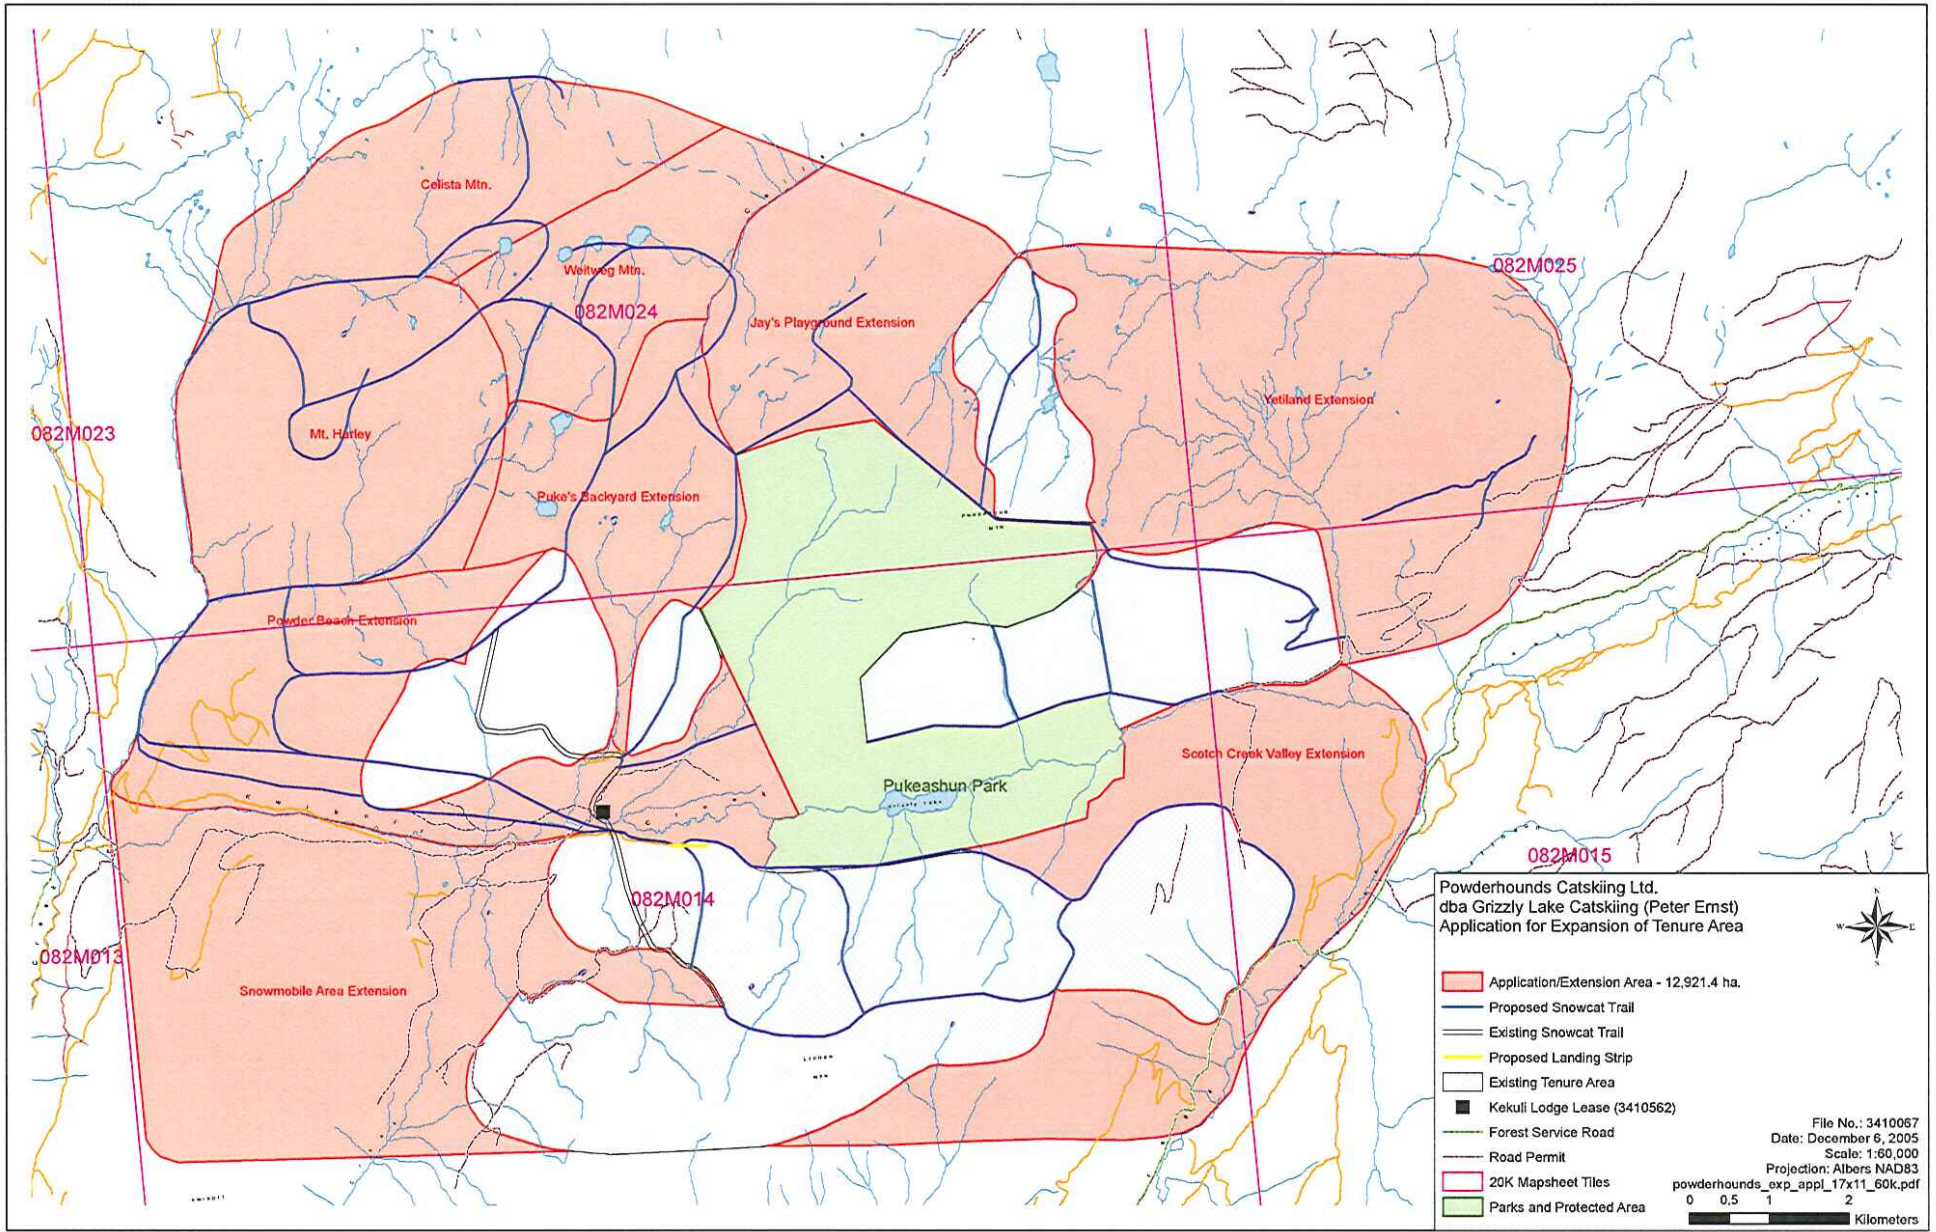 Celista Mtn.
Weitweg Mtn.
082M024
082M025
Jay's Playground Extension
Yetiland Extension
082M023
Mt. Harley
Puke's Backyard Extension
Powder Beach Extension
Scotch Creek Valley Extension
Pukeashun Park
Grizzly Lake
082M014
082M015
082M013
Snowmobile Area Extension
LICHEN
MTN
Powderhounds Catskiing Ltd.
dba Grizzly Lake Catskiing (Peter Ernst)
Application for Expansion of Tenure Area
N
W
E
S
Application/Extension Area - 12,921.4 ha.
Proposed Snowcat Trail
Existing Snowcat Trail
Proposed Landing Strip
Existing Tenure Area
Kekuli Lodge Lease (3410562)
Forest Service Road
Road Permit
20K Mapsheet Tiles
Parks and Protected Area
File No.: 3410067
Date: December 6, 2005
Scale: 1:60,000
Projection: Albers NAD83
powderhounds_exp_appl_17x11_60k.pdf
0 0.5 1 2
Kilometers